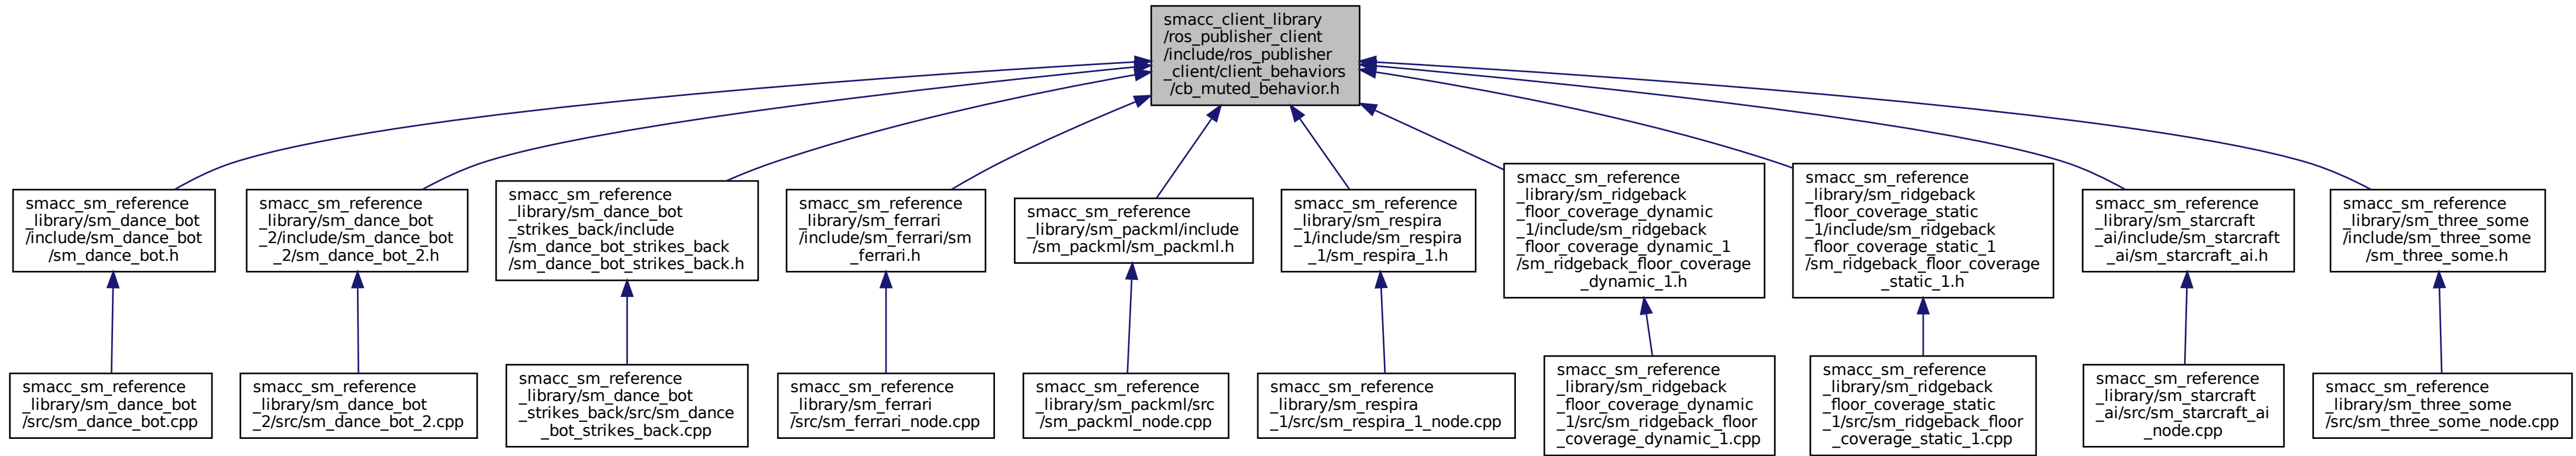 smacc_client_library
/ros_publisher_client
/include/ros_publisher
_client/client_behaviors
/cb_muted_behavior.h
smacc_sm_reference
_library/sm_dance_bot
/include/sm_dance_bot
/sm_dance_bot.h
smacc_sm_reference
_library/sm_dance_bot
_2/include/sm_dance_bot
_2/sm_dance_bot_2.h
smacc_sm_reference
_library/sm_dance_bot
_strikes_back/include
/sm_dance_bot_strikes_back
/sm_dance_bot_strikes_back.h
smacc_sm_reference
_library/sm_ferrari
/include/sm_ferrari/sm
_ferrari.h
smacc_sm_reference
_library/sm_packml/include
/sm_packml/sm_packml.h
smacc_sm_reference
_library/sm_respira
_1/include/sm_respira
_1/sm_respira_1.h
smacc_sm_reference
_library/sm_ridgeback
_floor_coverage_dynamic
_1/include/sm_ridgeback
_floor_coverage_dynamic_1
/sm_ridgeback_floor_coverage
_dynamic_1.h
smacc_sm_reference
_library/sm_ridgeback
_floor_coverage_static
_1/include/sm_ridgeback
_floor_coverage_static_1
/sm_ridgeback_floor_coverage
_static_1.h
smacc_sm_reference
_library/sm_starcraft
_ai/include/sm_starcraft
_ai/sm_starcraft_ai.h
smacc_sm_reference
_library/sm_three_some
/include/sm_three_some
/sm_three_some.h
smacc_sm_reference
_library/sm_dance_bot
/src/sm_dance_bot.cpp
smacc_sm_reference
_library/sm_dance_bot
_2/src/sm_dance_bot_2.cpp
smacc_sm_reference
_library/sm_dance_bot
_strikes_back/src/sm_dance
_bot_strikes_back.cpp
smacc_sm_reference
_library/sm_ferrari
/src/sm_ferrari_node.cpp
smacc_sm_reference
_library/sm_packml/src
/sm_packml_node.cpp
smacc_sm_reference
_library/sm_respira
_1/src/sm_respira_1_node.cpp
smacc_sm_reference
_library/sm_ridgeback
_floor_coverage_dynamic
_1/src/sm_ridgeback_floor
_coverage_dynamic_1.cpp
smacc_sm_reference
_library/sm_ridgeback
_floor_coverage_static
_1/src/sm_ridgeback_floor
_coverage_static_1.cpp
smacc_sm_reference
_library/sm_starcraft
_ai/src/sm_starcraft_ai
_node.cpp
smacc_sm_reference
_library/sm_three_some
/src/sm_three_some_node.cpp